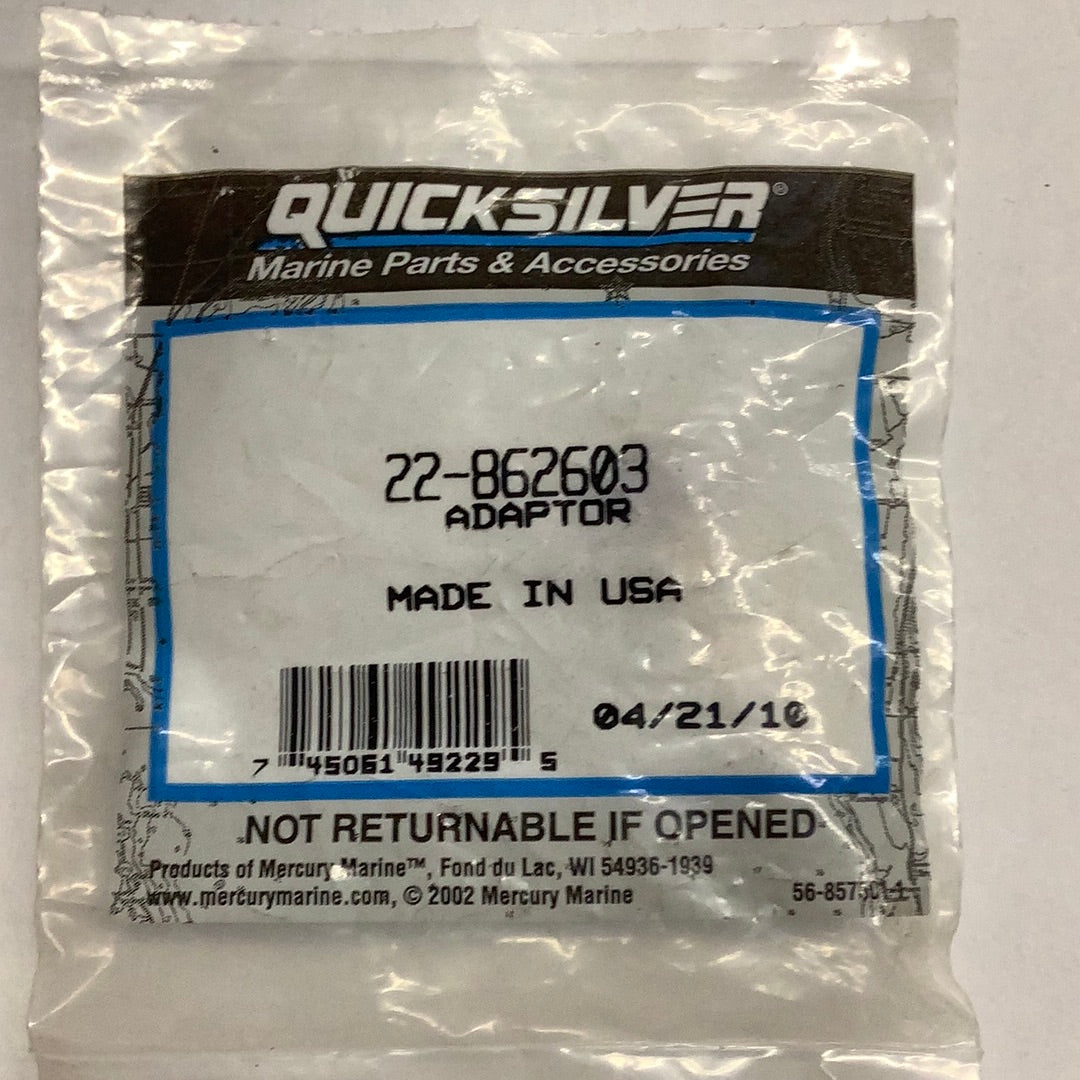 QUICKSILVER®
Marine Parts & Accessories
22-862603
ADAPTOR
MADE IN USA
04/21/10
7 45061 49229 5
NOT RETURNABLE IF OPENED
Products of Mercury Marine™, Fond du Lac, WI 54936-1939
www.mercurymarine.com, © 2002 Mercury Marine